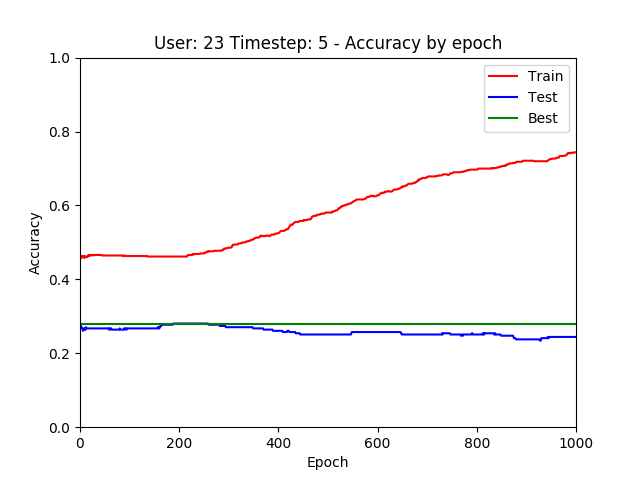 User: 23 Timestep: 5 - Accuracy by epoch
1.0
0.8
0.6
0.4
0.2
0.0
Accuracy
Train
Test
Best
0 200 400 600 800 1000
Epoch